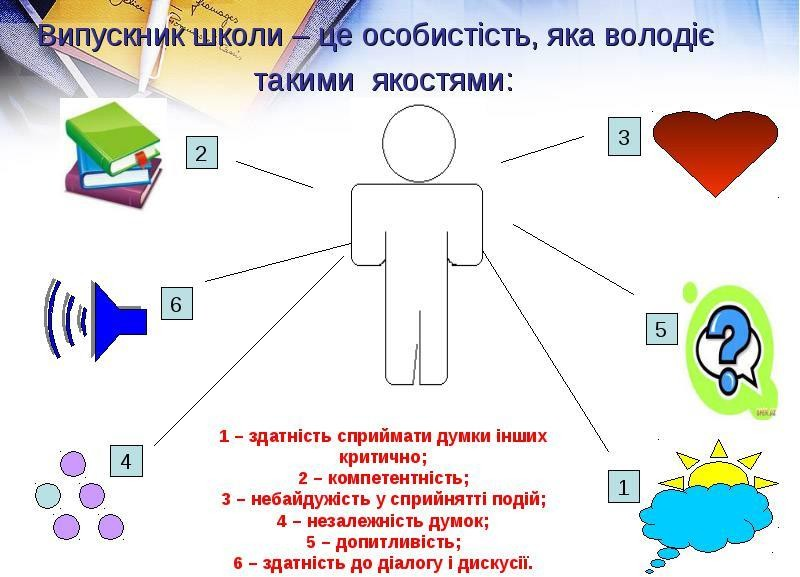 Випускник школи – це особистість, яка володіє
такими якостями:
2
3
6
5
4
1
1 – здатність сприймати думки інших
критично;
2 – компетентність;
3 – небайдужість у сприйнятті подій;
4 – незалежність думок;
5 – допитливість;
6 – здатність до діалогу і дискусії.